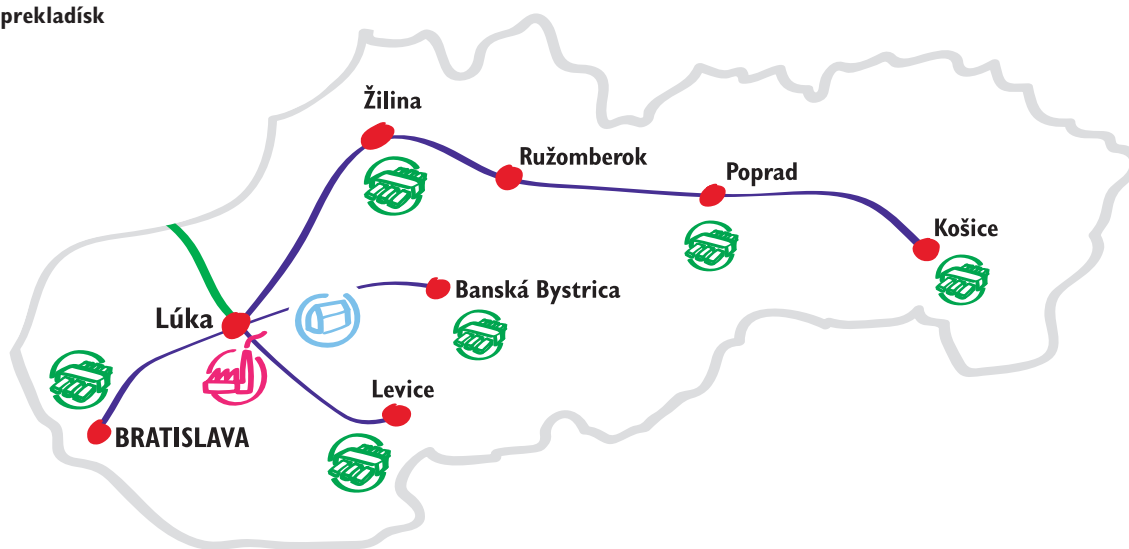 prekladísk
Žilina
Ružomberok
Poprad
Košice
Banská Bystrica
Lúka
Levice
BRATISLAVA